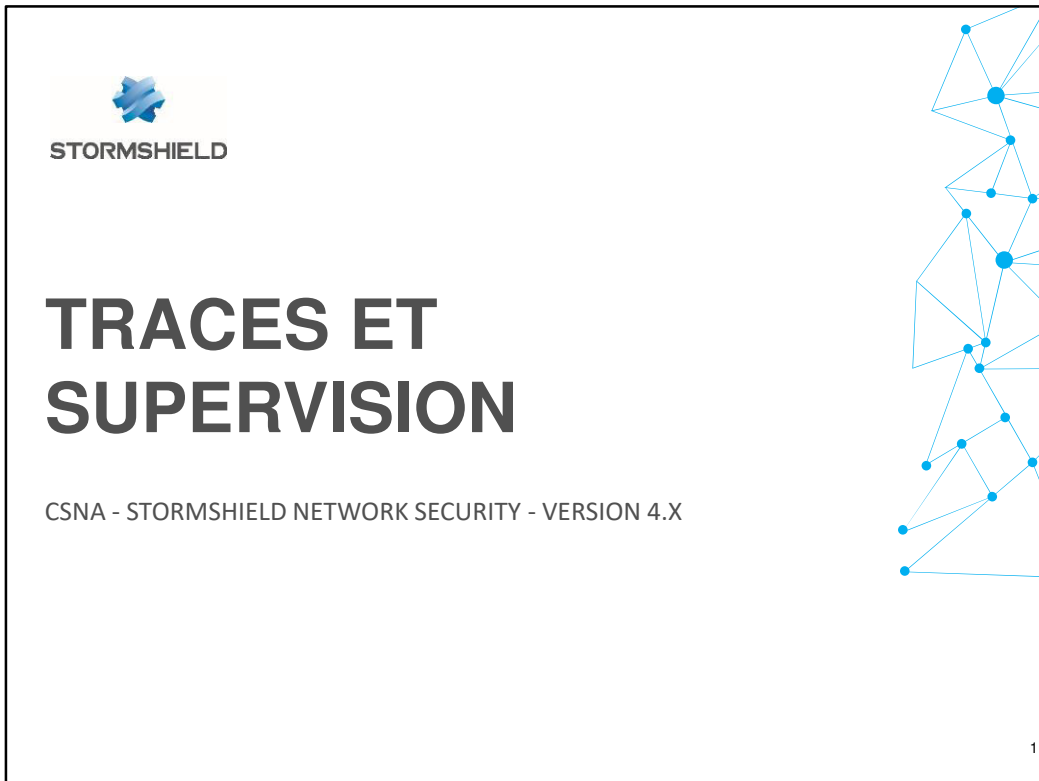 STORMSHIELD
TRACES ET
SUPERVISION
CSNA - STORMSHIELD NETWORK SECURITY - VERSION 4.X
1